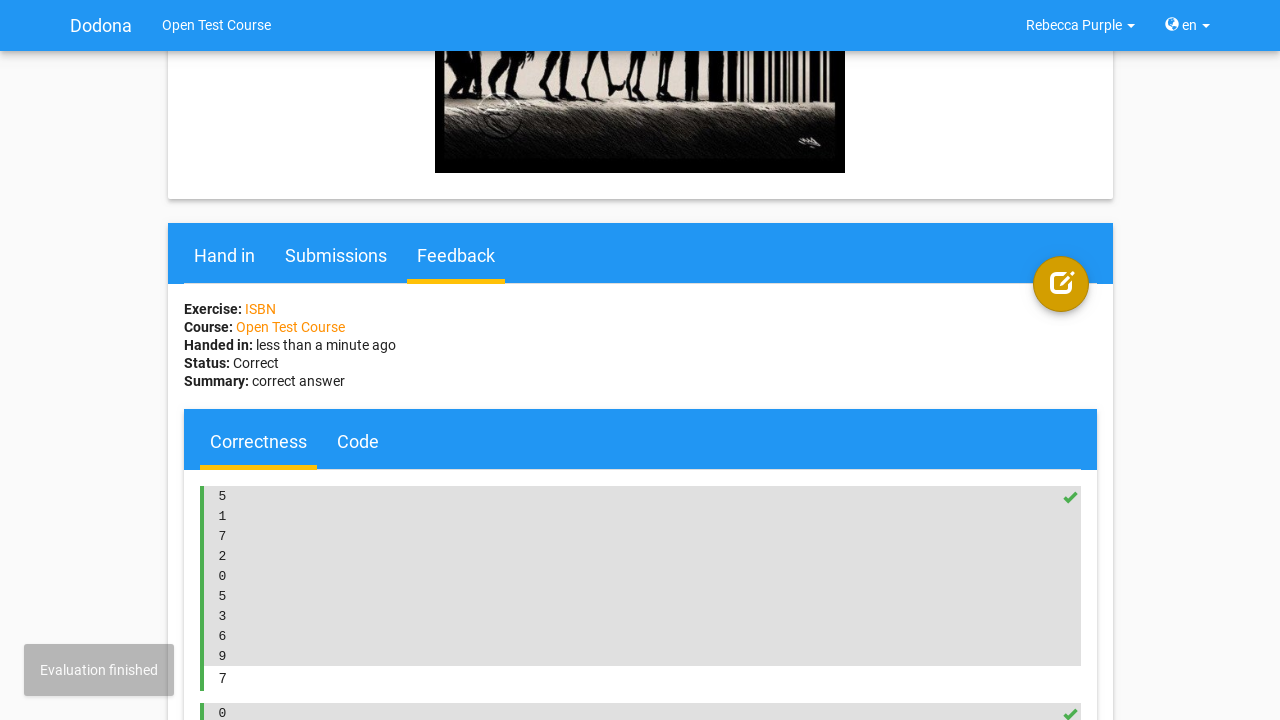 Dodona Open Test Course Rebecca Purple en
Hand in Submissions Feedback
Exercise: ISBN
Course: Open Test Course
Handed in: less than a minute ago
Status: Correct
Summary: correct answer
Correctness Code
5
1
7
2
0
5
3
6
9
7
0
Evaluation finished